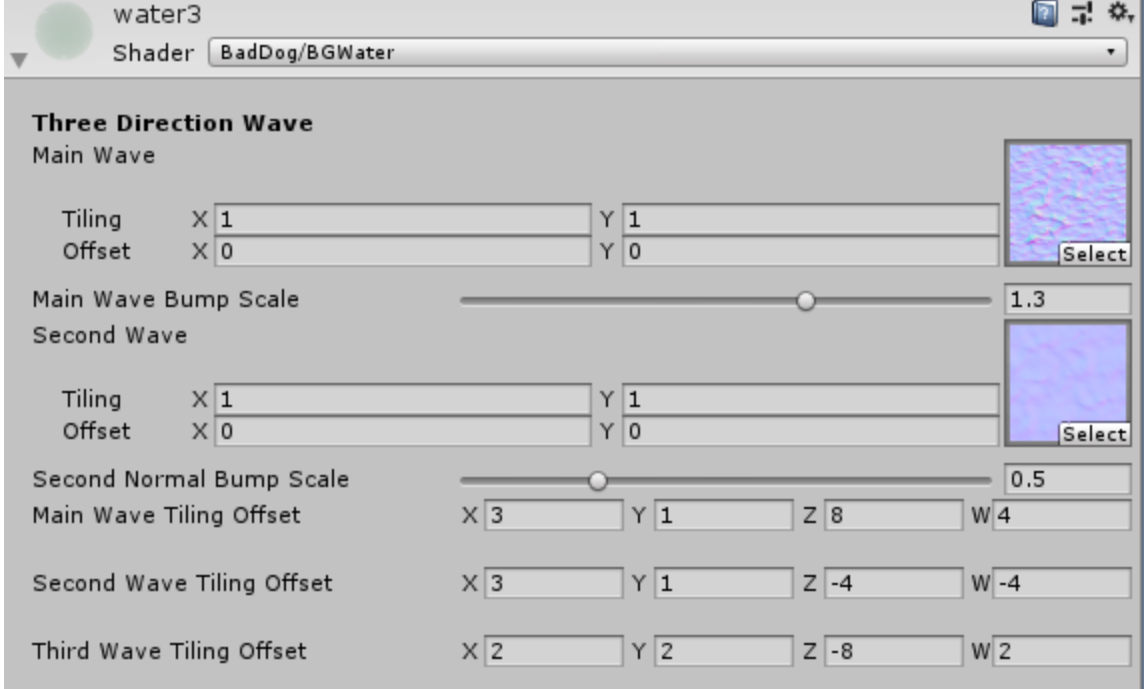 water3
Shader BadDog/BGWater
Three Direction Wave
Main Wave
Tiling X 1 Y 1
Offset X 0 Y 0
Select
Main Wave Bump Scale 1.3
Second Wave
Tiling X 1 Y 1
Offset X 0 Y 0
Select
Second Normal Bump Scale 0.5
Main Wave Tiling Offset X 3 Y 1 Z 8 W 4
Second Wave Tiling Offset X 3 Y 1 Z -4 W -4
Third Wave Tiling Offset X 2 Y 2 Z -8 W 2